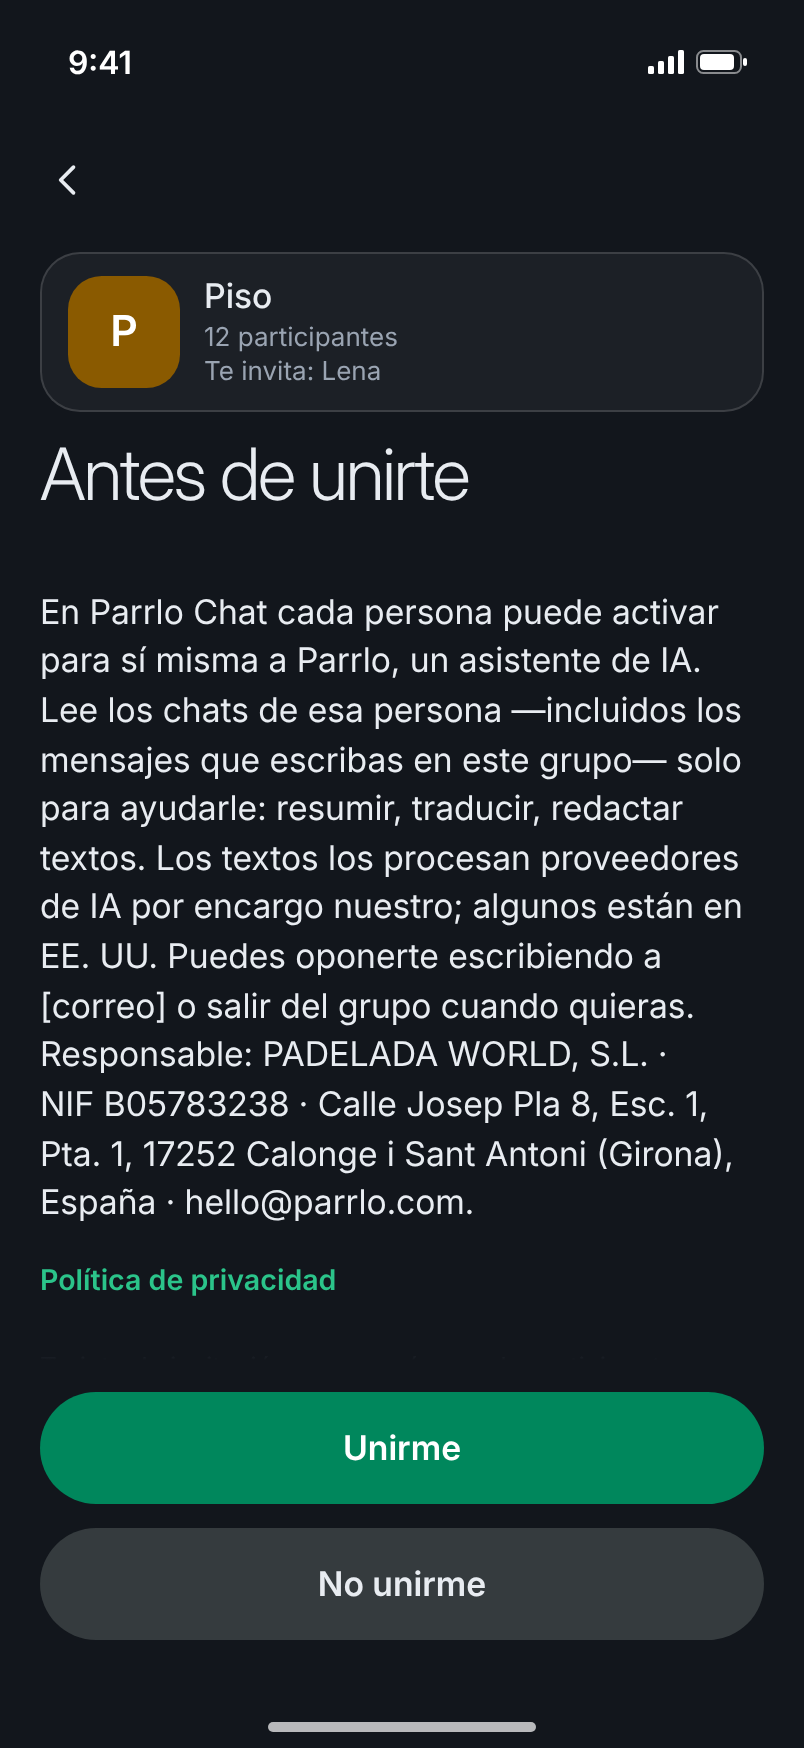 9:41
P
Piso
12 participantes
Te invita: Lena
Antes de unirte
En Parrlo Chat cada persona puede activar
para sí misma a Parrlo, un asistente de IA.
Lee los chats de esa persona —incluidos los
mensajes que escribas en este grupo— solo
para ayudarle: resumir, traducir, redactar
textos. Los textos los procesan proveedores
de IA por encargo nuestro; algunos están en
EE. UU. Puedes oponerte escribiendo a
[correo] o salir del grupo cuando quieras.
Responsable: PADELADA WORLD, S.L. ·
NIF B05783238 · Calle Josep Pla 8, Esc. 1,
Pta. 1, 17252 Calonge i Sant Antoni (Girona),
España · hello@parrlo.com.
Política de privacidad
Unirme
No unirme